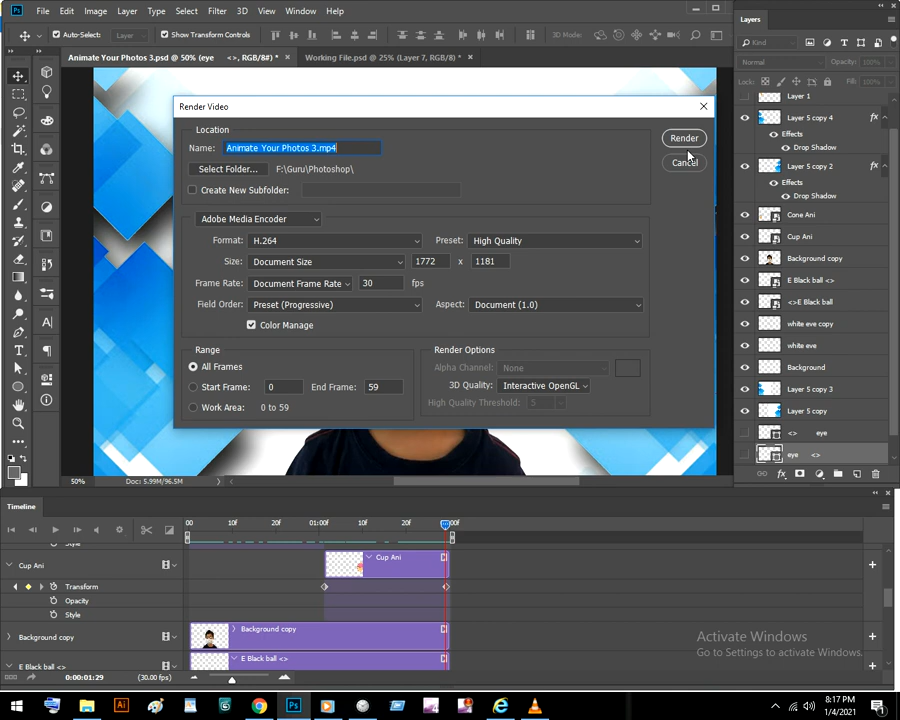 Ps File Edit Image Layer Type Select Filter 3D View Window Help
Auto-Select: Layer Show Transform Controls 3D Mode:
Animate Your Photos 3.psd @ 50% (eye <>, RGB/8#) * × Working File.psd @ 25% (Layer 7, RGB/8) * ×
Render Video
Location
Name: Animate Your Photos 3.mp4
Render
Select Folder... F:\Guru\Photoshop\
Cancel
Create New Subfolder:
Adobe Media Encoder
Format: H.264 Preset: High Quality
Size: Document Size 1772 x 1181
Frame Rate: Document Frame Rate 30 fps
Field Order: Preset (Progressive) Aspect: Document (1.0)
Color Manage
Range
All Frames
Start Frame: 0 End Frame: 59
Work Area: 0 to 59
Render Options
Alpha Channel: None
3D Quality: Interactive OpenGL
High Quality Threshold: 5
50% Doc: 5.99M/96.5M
Layers
Kind
Normal Opacity:
Lock: Fill: 100%
Layer 1
Layer 5 copy 4 fx
Effects
Drop Shadow
Layer 5 copy 2 fx
Effects
Drop Shadow
Cone Ani
Cup Ani
Background copy
E Black ball <>
<>E Black ball
white eve copy
white eve
Background
Layer 5 copy 3
Layer 5 copy
<> eye
eye <>
Timeline
00 10f 20f 01:00f 10f 20f 00f
Style
Cup Ani Cup Ani
Transform
Opacity
Style
Background copy Background copy
E Black ball <> E Black ball <>
0:00:01:29 (30.00 fps)
Activate Windows
Go to Settings to activate Windows.
8:17 PM
1/4/2021